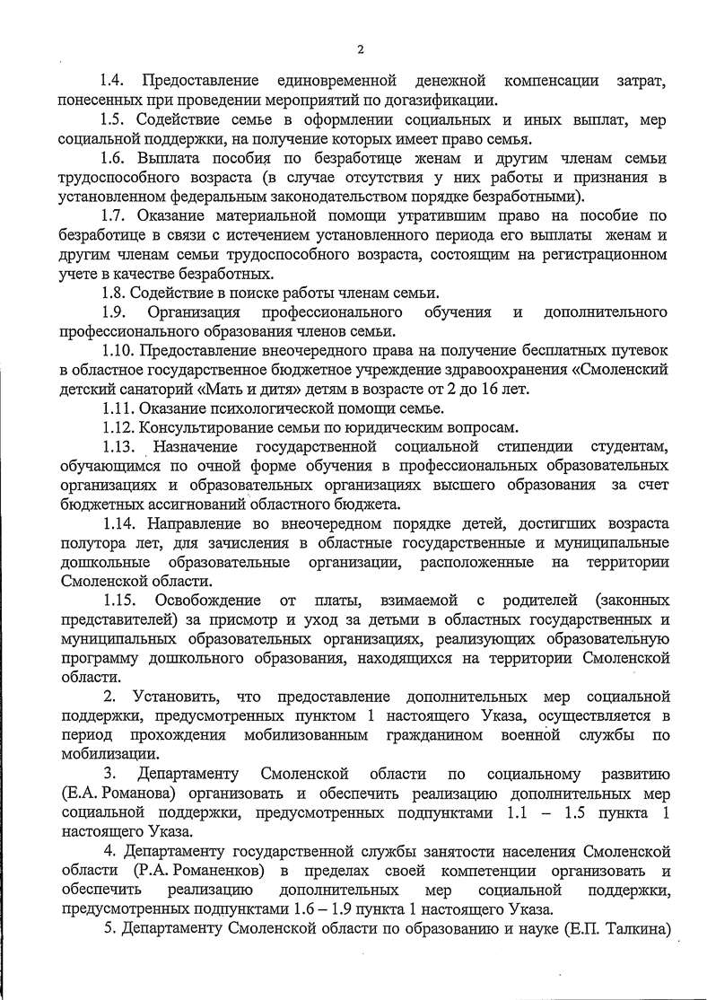 2
1.4. Предоставление единовременной денежной компенсации затрат,
понесенных при проведении мероприятий по догазификации.
1.5. Содействие семье в оформлении социальных и иных выплат, мер
социальной поддержки, на получение которых имеет право семья.
1.6. Выплата пособия по безработице женам и другим членам семьи
трудоспособного возраста (в случае отсутствия у них работы и признания в
установленном федеральным законодательством порядке безработными).
1.7. Оказание материальной помощи утратившим право на пособие по
безработице в связи с истечением установленного периода его выплаты женам и
другим членам семьи трудоспособного возраста, состоящим на регистрационном
учете в качестве безработных.
1.8. Содействие в поиске работы членам семьи.
1.9. Организация профессионального обучения и дополнительного
профессионального образования членов семьи.
1.10. Предоставление внеочередного права на получение бесплатных путевок
в областное государственное бюджетное учреждение здравоохранения «Смоленский
детский санаторий «Мать и дитя» детям в возрасте от 2 до 16 лет.
1.11. Оказание психологической помощи семье.
1.12. Консультирование семьи по юридическим вопросам.
1.13. Назначение государственной социальной стипендии студентам,
обучающимся по очной форме обучения в профессиональных образовательных
организациях и образовательных организациях высшего образования за счет
бюджетных ассигнований областного бюджета.
1.14. Направление во внеочередном порядке детей, достигших возраста
полутора лет, для зачисления в областные государственные и муниципальные
дошкольные образовательные организации, расположенные на территории
Смоленской области.
1.15. Освобождение от платы, взимаемой с родителей (законных
представителей) за присмотр и уход за детьми в областных государственных и
муниципальных образовательных организациях, реализующих образовательную
программу дошкольного образования, находящихся на территории Смоленской
области.
2. Установить, что предоставление дополнительных мер социальной
поддержки, предусмотренных пунктом 1 настоящего Указа, осуществляется в
период прохождения мобилизованным гражданином военной службы по
мобилизации.
3. Департаменту Смоленской области по социальному развитию
(Е.А. Романова) организовать и обеспечить реализацию дополнительных мер
социальной поддержки, предусмотренных подпунктами 1.1 – 1.5 пункта 1
настоящего Указа.
4. Департаменту государственной службы занятости населения Смоленской
области (Р.А. Романенков) в пределах своей компетенции организовать и
обеспечить реализацию дополнительных мер социальной поддержки,
предусмотренных подпунктами 1.6 – 1.9 пункта 1 настоящего Указа.
5. Департаменту Смоленской области по образованию и науке (Е.П. Талкина)